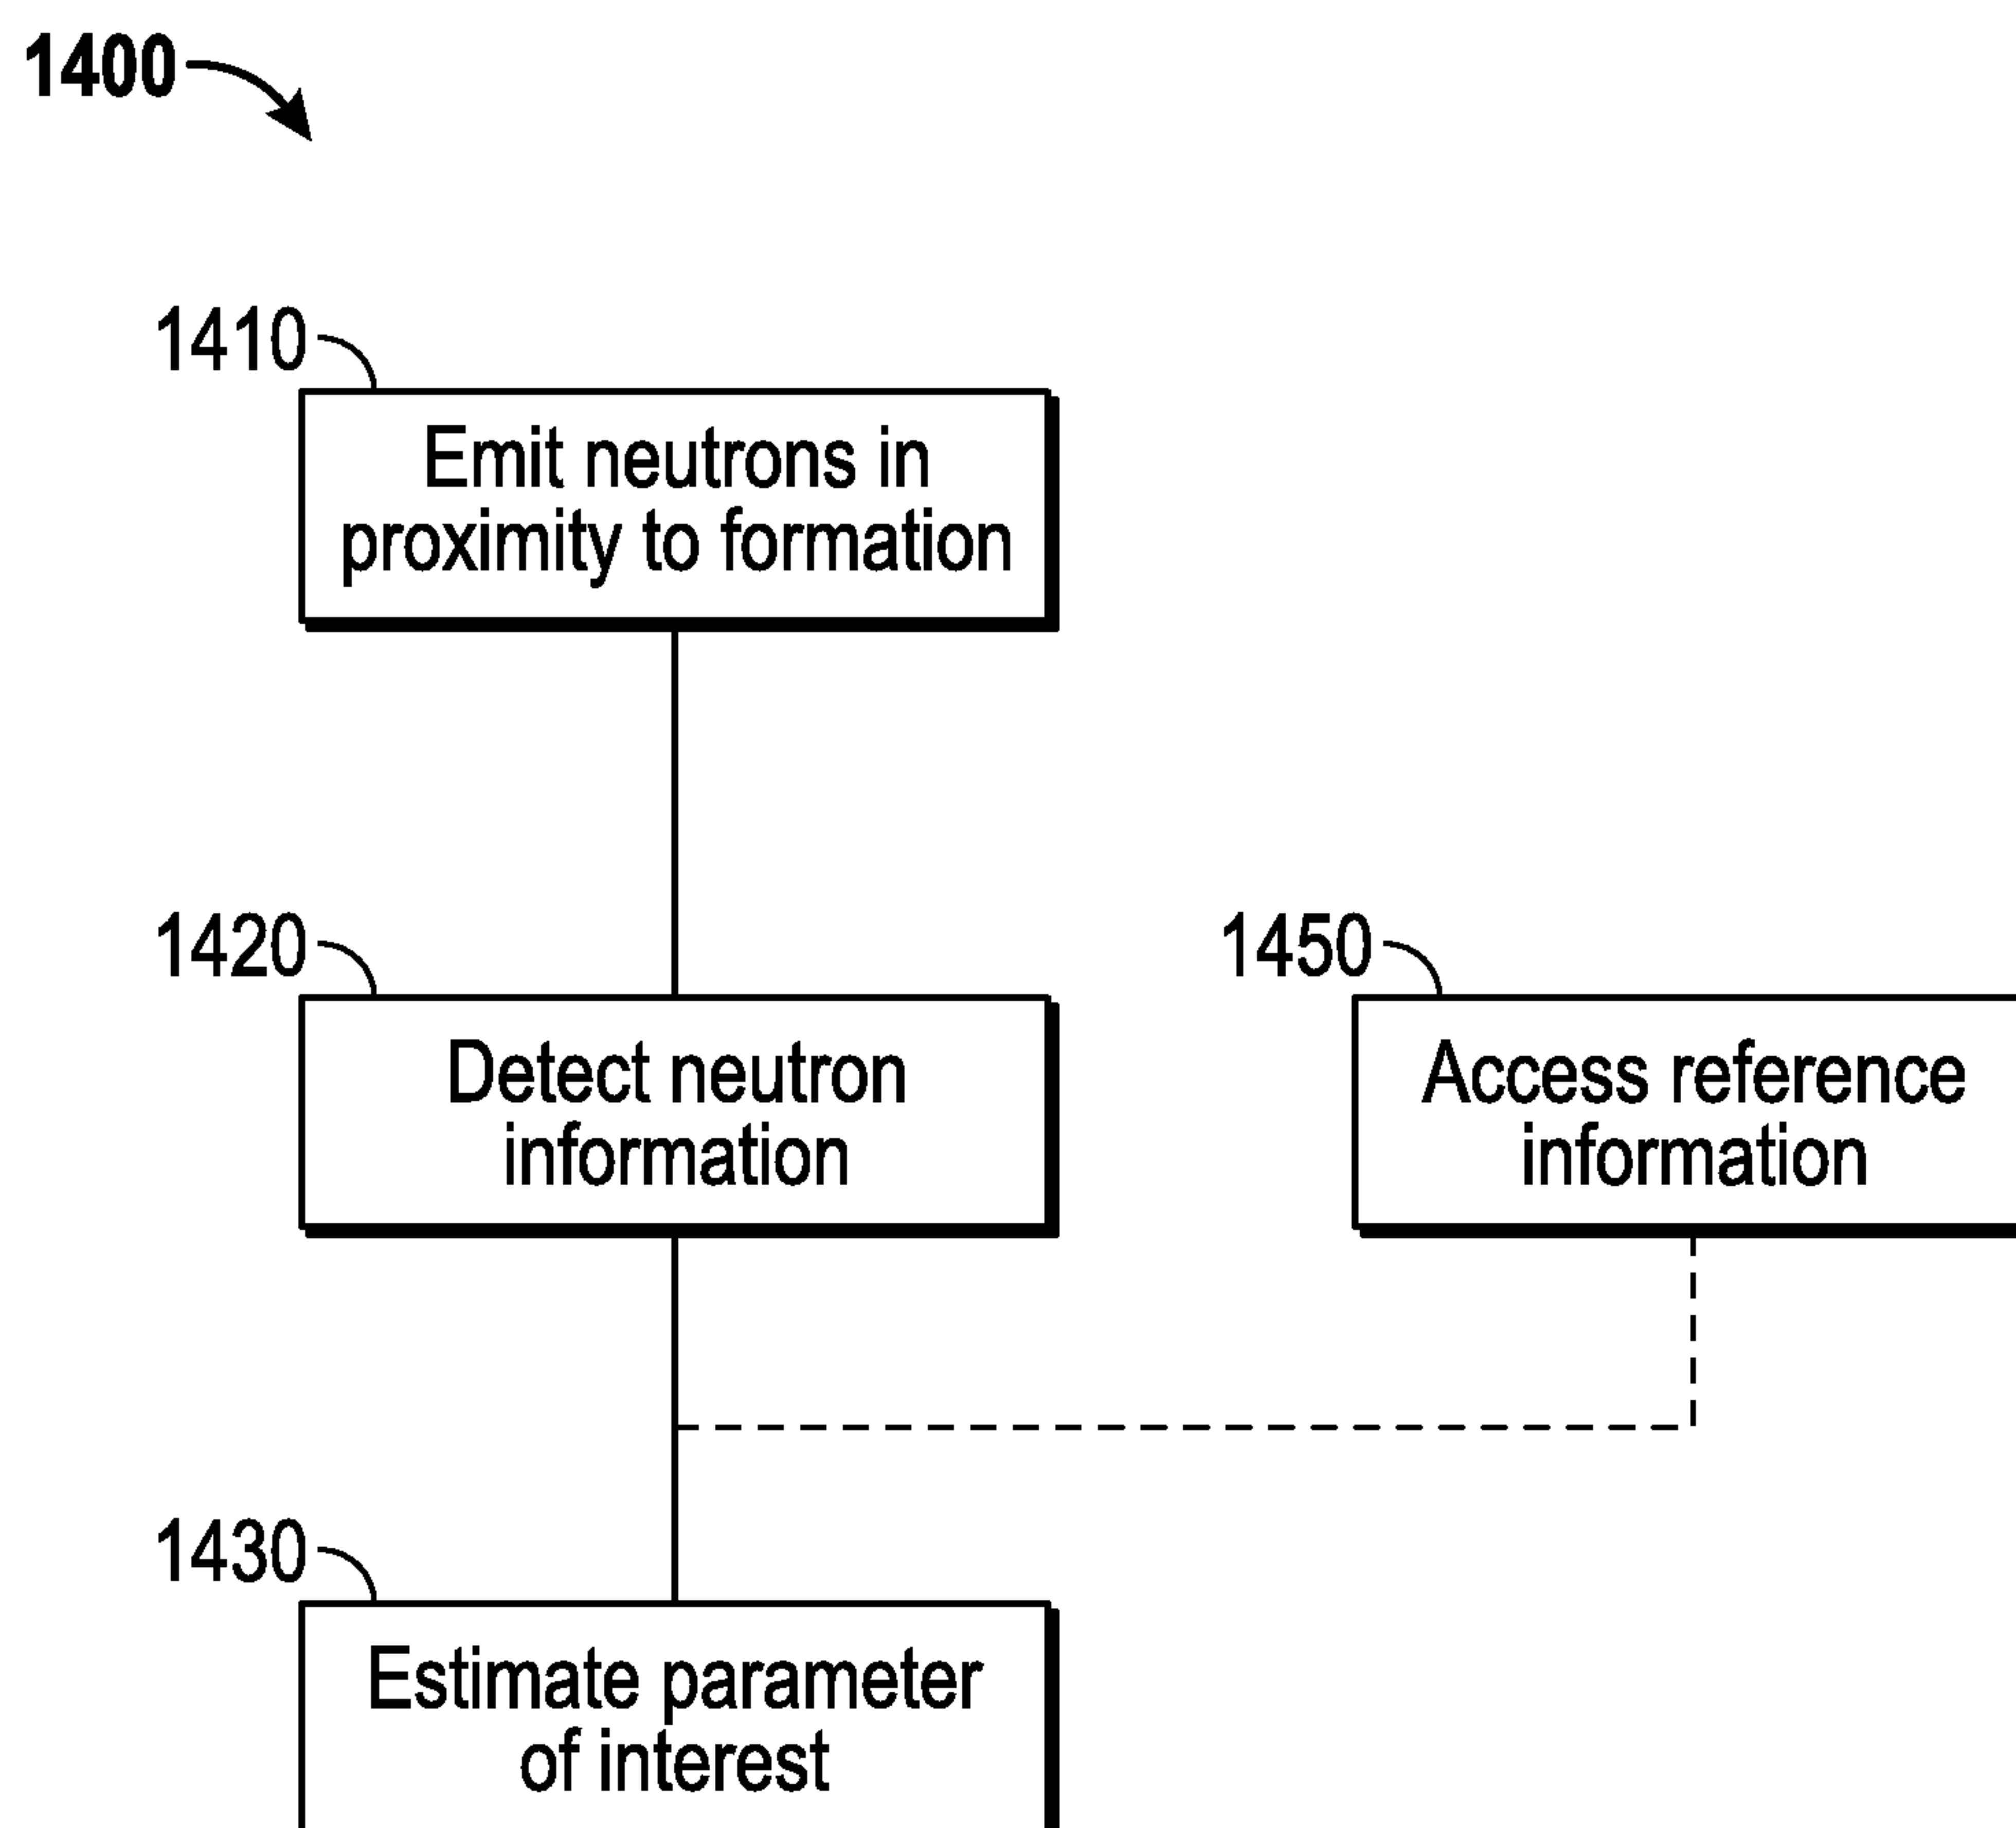 1400
1410
Emit neutrons in
proximity to formation
1420
Detect neutron
information
1450
Access reference
information
1430
Estimate parameter
of interest